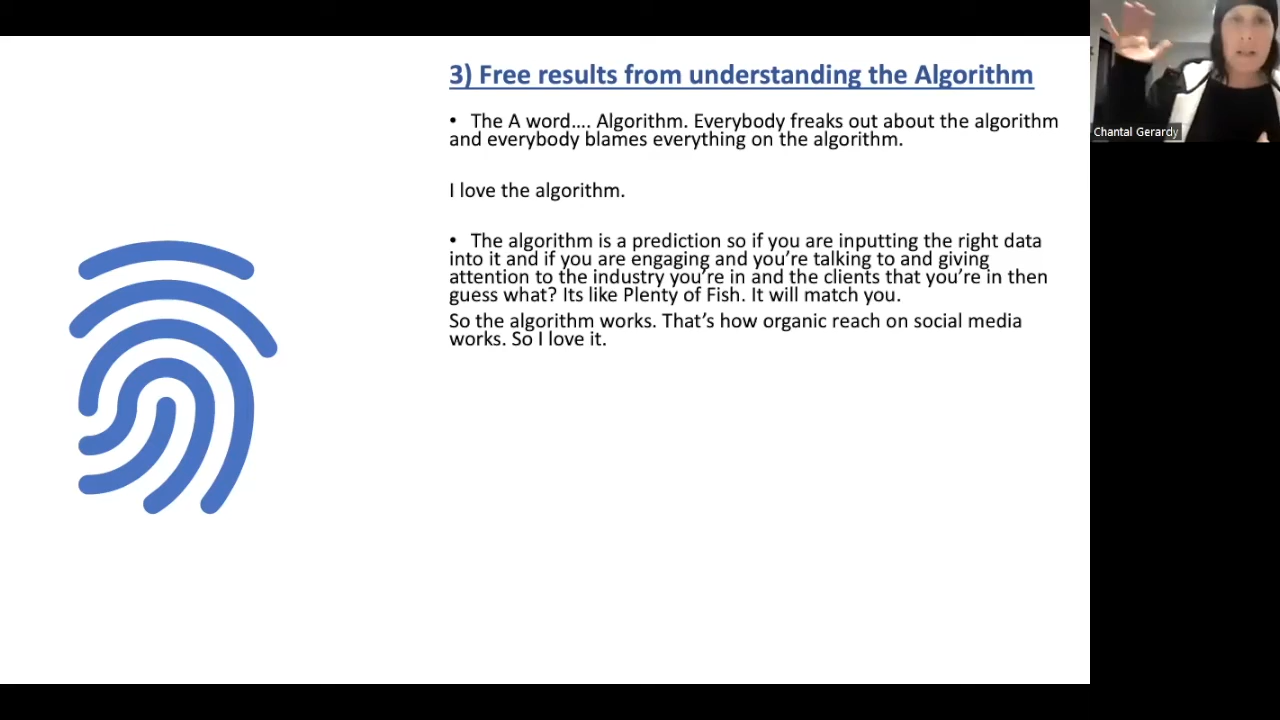 3) Free results from understanding the Algorithm
• The A word…. Algorithm. Everybody freaks out about the algorithm
and everybody blames everything on the algorithm.
I love the algorithm.
• The algorithm is a prediction so if you are inputting the right data
into it and if you are engaging and you’re talking to and giving
attention to the industry you’re in and the clients that you’re in then
guess what? Its like Plenty of Fish. It will match you.
So the algorithm works. That’s how organic reach on social media
works. So I love it.
Chantal Gerardy